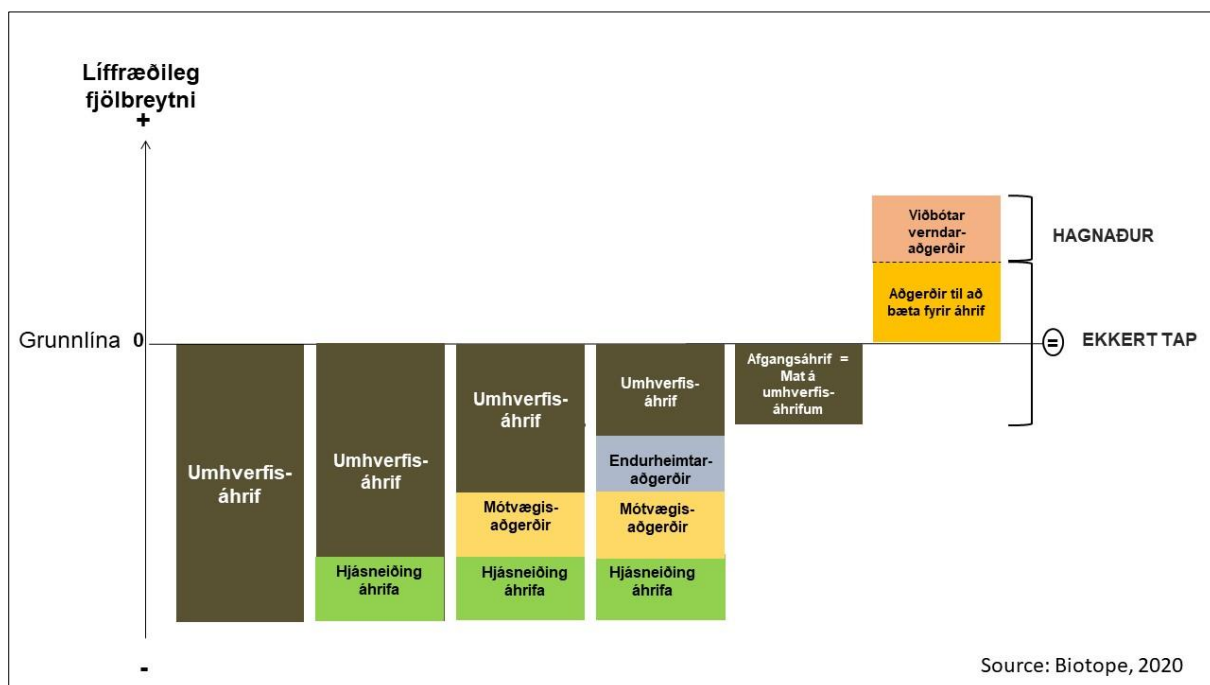 Líffræðileg
fjölbreytni
+
Viðbótar
verndar-
aðgerðir
HAGNAÐUR
Aðgerðir til að
bæta fyrir áhrif
Grunnlína 0
=
EKKERT TAP
Umhverfis-
áhrif
Umhverfis-
áhrif
Hjásneiðing
áhrifa
Umhverfis-
áhrif
Mótvægis-
aðgerðir
Hjásneiðing
áhrifa
Umhverfis-
áhrif
Endurheimtar-
aðgerðir
Mótvægis-
aðgerðir
Hjásneiðing
áhrifa
Afgangsáhrif =
Mat á
umhverfis-
áhrifum
-
Source: Biotope, 2020